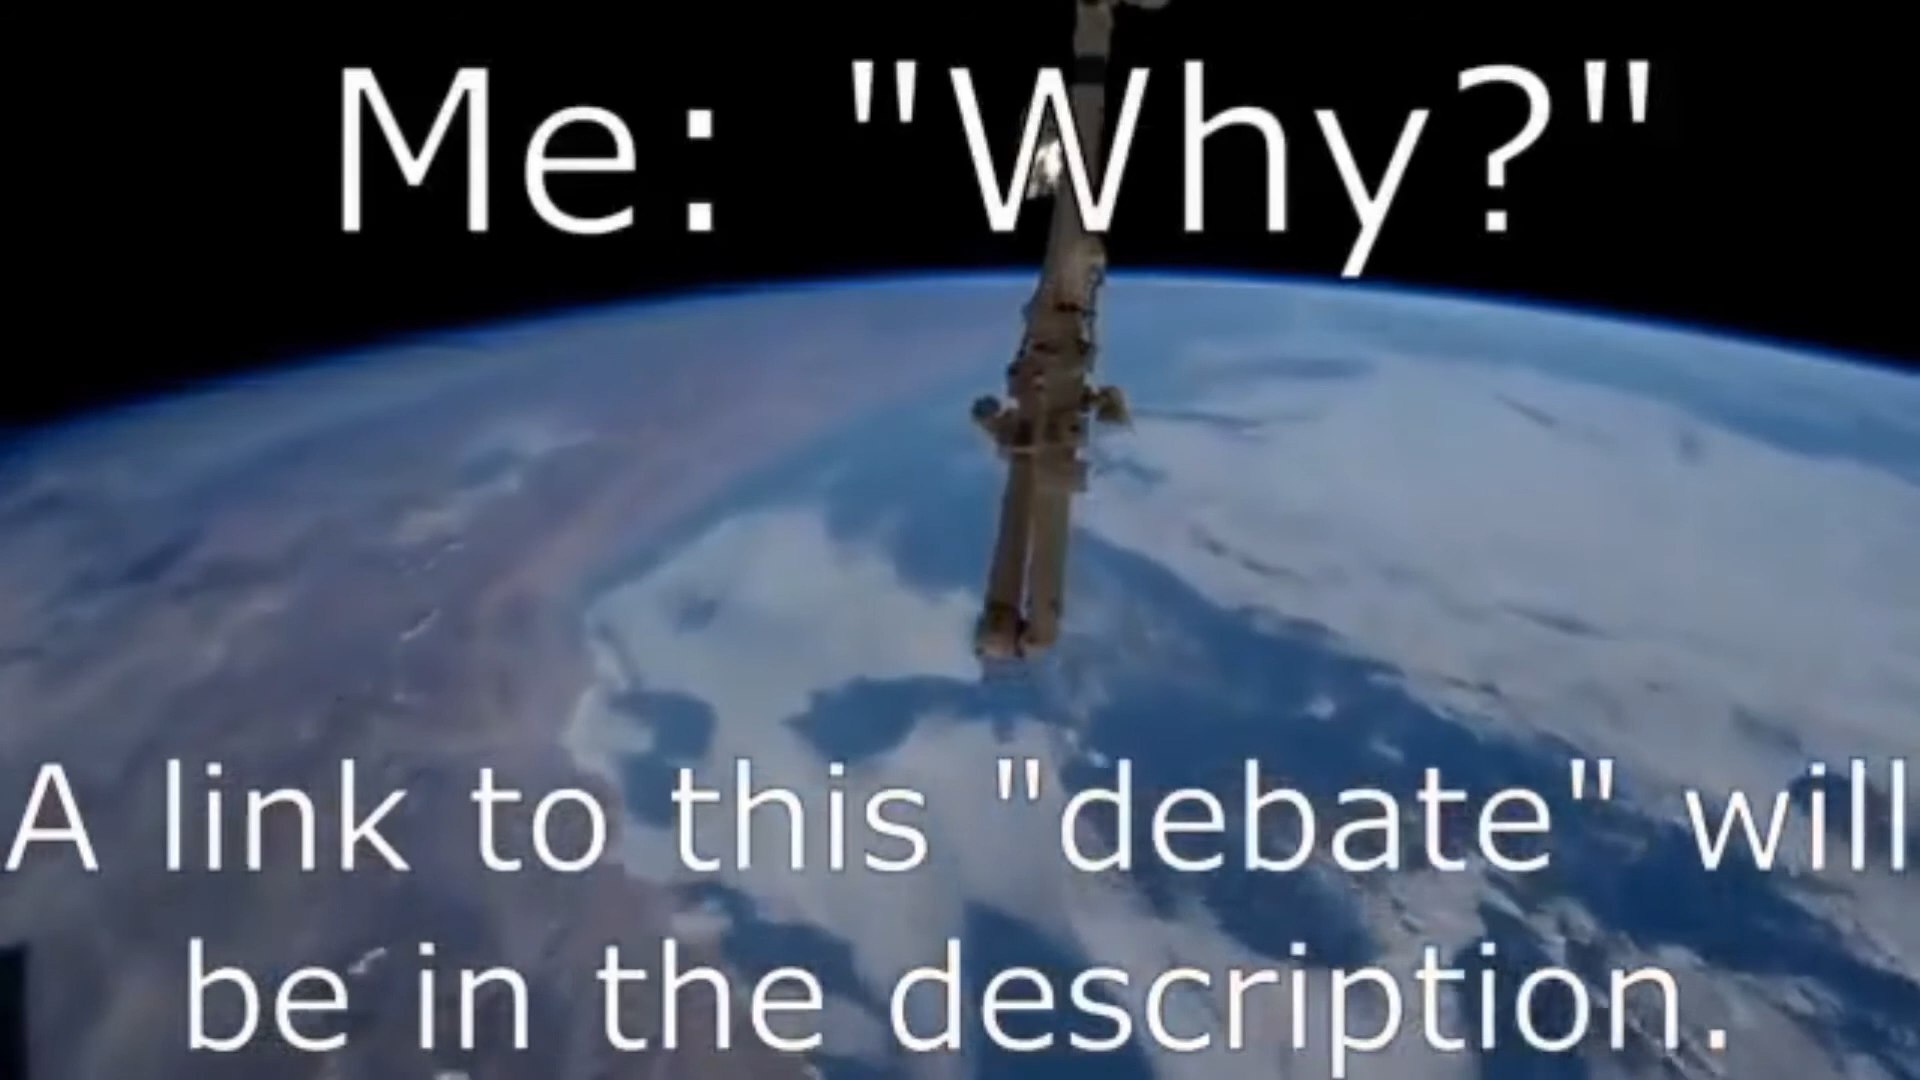 Me: "Why?"
A link to this "debate" will
be in the description.